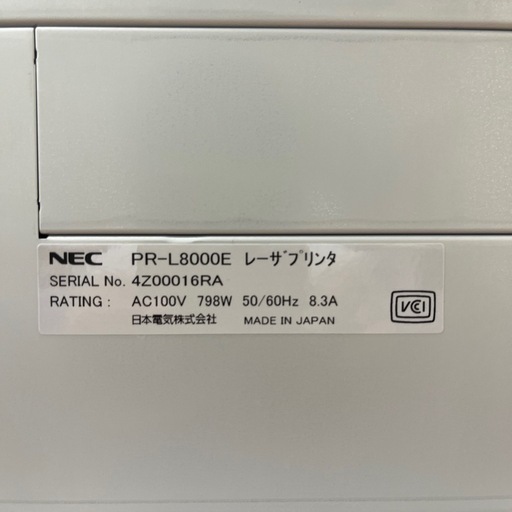 NEC PR-L8000E レーザプリンタ
SERIAL No. 4Z00016RA
RATING : AC100V 798W 50/60Hz 8.3A
日本電気株式会社 MADE IN JAPAN
VCCI